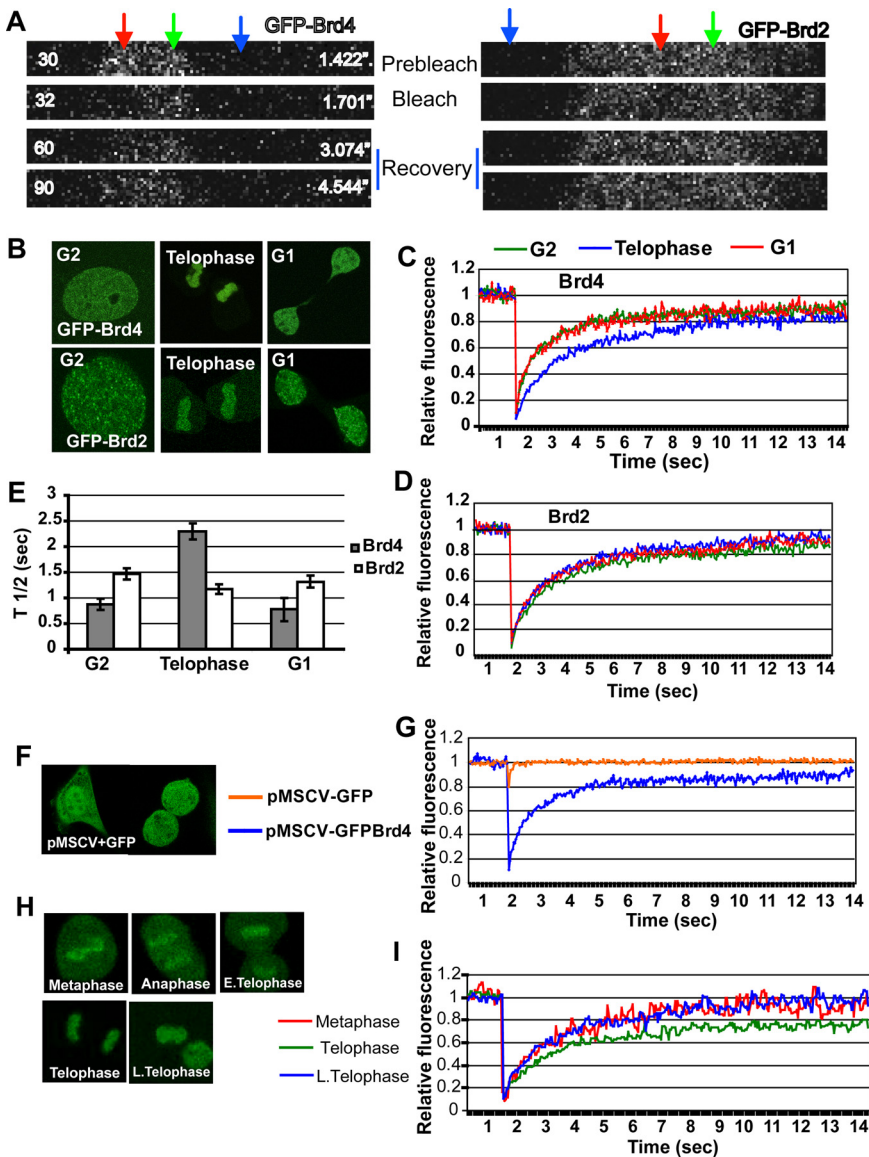 A
GFP-Brd4
GFP-Brd2
30
1.422".
Prebleach
32
1.701"
Bleach
60
3.074"
Recovery
90
4.544"
B
G2
Telophase
G1
GFP-Brd4
G2
Telophase
G1
GFP-Brd2
G2
Telophase
G1
C
Brd4
Relative fluorescence
1.2
1
0.8
0.6
0.4
0.2
0
1 2 3 4 5 6 7 8 9 10 11 12 13 14
Time (sec)
D
Brd2
Relative fluorescence
1.2
1
0.8
0.6
0.4
0.2
0
1 2 3 4 5 6 7 8 9 10 11 12 13 14
Time (sec)
E
T 1/2 (sec)
3
2.5
2
1.5
1
0.5
0
G2
Telophase
G1
Brd4
Brd2
F
pMSCV+GFP
pMSCV-GFP
pMSCV-GFPBrd4
G
Relative fluorescence
1.2
1
0.8
0.6
0.4
0.2
0
1 2 3 4 5 6 7 8 9 10 11 12 13 14
Time (sec)
H
Metaphase
Anaphase
E.Telophase
Telophase
L.Telophase
Metaphase
Telophase
L.Telophase
I
Relative fluorescence
1.2
1
0.8
0.6
0.4
0.2
0
1 2 3 4 5 6 7 8 9 10 11 12 13 14
Time (sec)